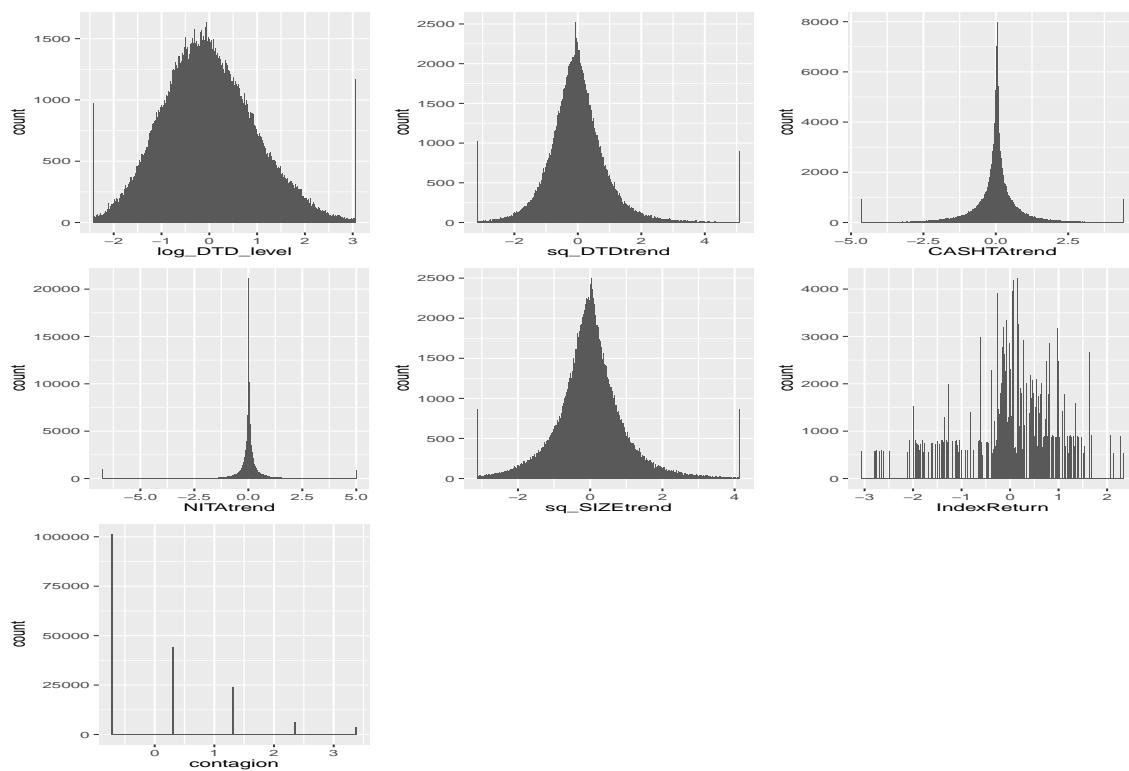 count
1500
1000
500
0
−2 −1 0 1 2 3
log_DTD_level
count
2500
2000
1500
1000
500
0
−2 0 2 4
sq_DTDtrend
count
8000
6000
4000
2000
0
−5.0 −2.5 0.0 2.5
CASHTAtrend
count
20000
15000
10000
5000
0
−5.0 −2.5 0.0 2.5 5.0
NITAtrend
count
2500
2000
1500
1000
500
0
−2 0 2 4
sq_SIZEtrend
count
4000
3000
2000
1000
0
−3 −2 −1 0 1 2
IndexReturn
count
100000
75000
50000
25000
0
0 1 2 3
contagion